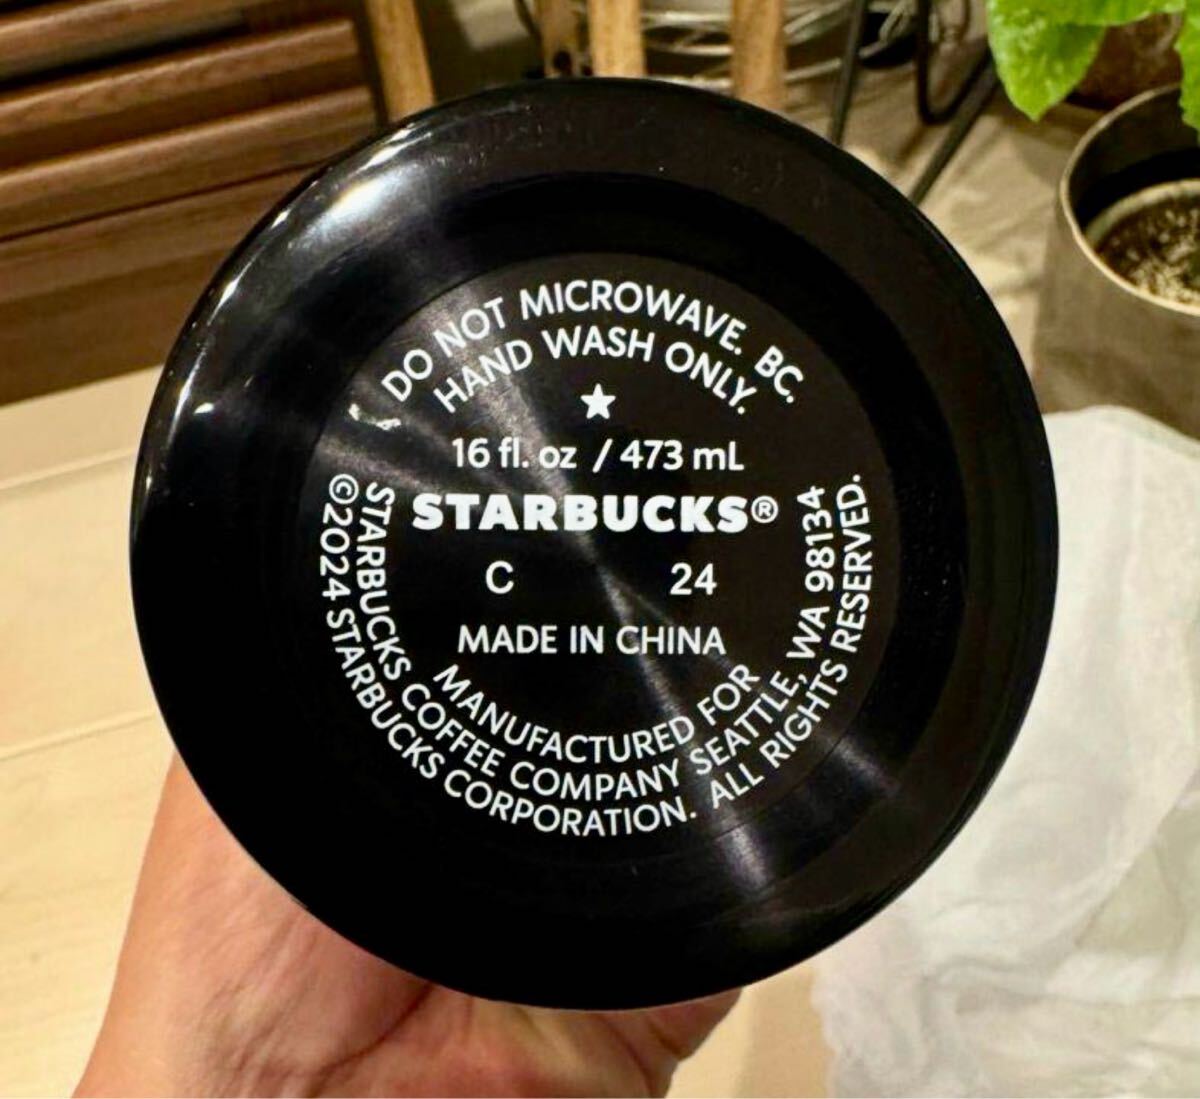 DO NOT MICROWAVE. BC.
HAND WASH ONLY.
16 fl. oz / 473 mL
STARBUCKS®
C 24
MADE IN CHINA
MANUFACTURED FOR
STARBUCKS COFFEE COMPANY SEATTLE, WA 98134
©2024 STARBUCKS CORPORATION. ALL RIGHTS RESERVED.